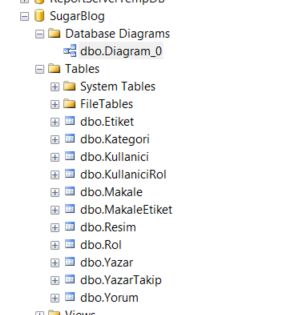 ReportServerTempDB
SugarBlog
Database Diagrams
dbo.Diagram_0
Tables
System Tables
FileTables
dbo.Etiket
dbo.Kategori
dbo.Kullanici
dbo.KullaniciRol
dbo.Makale
dbo.MakaleEtiket
dbo.Resim
dbo.Rol
dbo.Yazar
dbo.YazarTakip
dbo.Yorum
Views